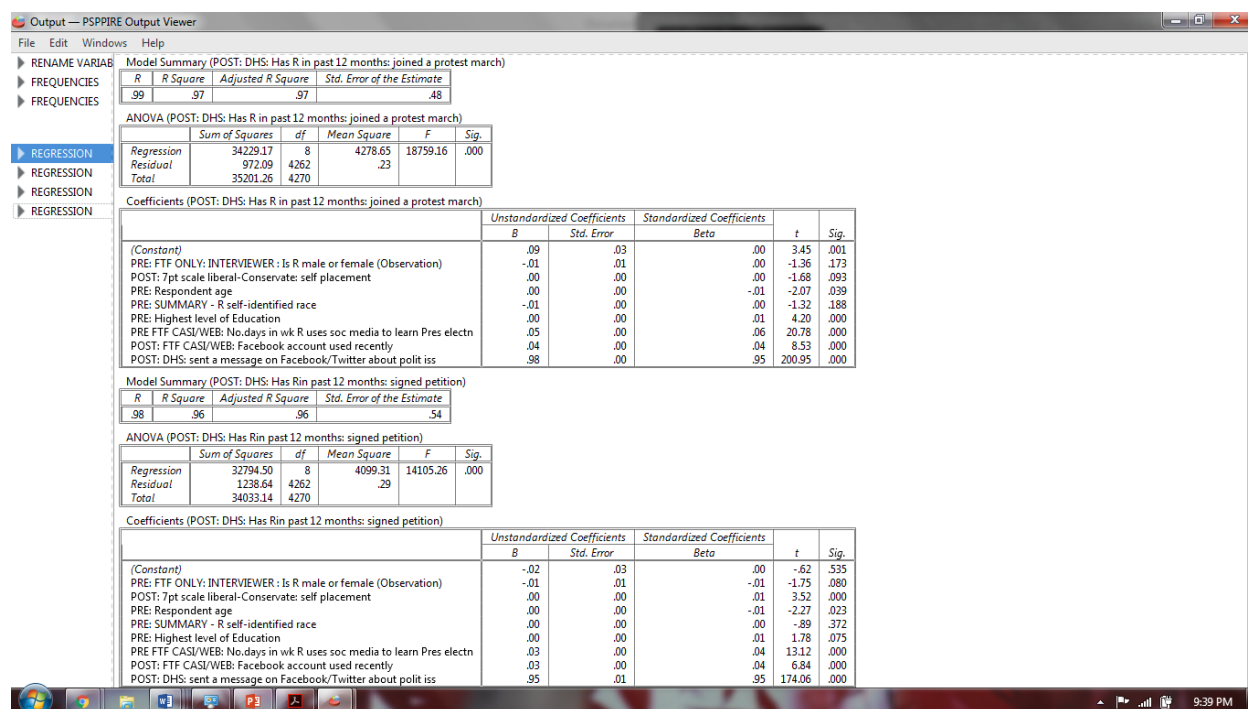 Output — PSPPIRE Output Viewer
File Edit Windows Help
RENAME VARIAB
FREQUENCIES
FREQUENCIES
REGRESSION
REGRESSION
REGRESSION
REGRESSION
Model Summary (POST: DHS: Has R in past 12 months: joined a protest march)
R R Square Adjusted R Square Std. Error of the Estimate
.99 .97 .97 .48
ANOVA (POST: DHS: Has R in past 12 months: joined a protest march)
Sum of Squares df Mean Square F Sig.
Regression 34229.17 8 4278.65 18759.16 .000
Residual 972.09 4262 .23
Total 35201.26 4270
Coefficients (POST: DHS: Has R in past 12 months: joined a protest march)
Unstandardized Coefficients Standardized Coefficients
B Std. Error Beta t Sig.
(Constant) .09 .03 .00 3.45 .001
PRE: FTF ONLY: INTERVIEWER : Is R male or female (Observation) -.01 .01 .00 -1.36 .173
POST: 7pt scale liberal-Conservate: self placement .00 .00 .00 -1.68 .093
PRE: Respondent age .00 .00 -.01 -2.07 .039
PRE: SUMMARY - R self-identified race -.01 .00 .00 -1.32 .188
PRE: Highest level of Education .00 .00 .01 4.20 .000
PRE FTF CASI/WEB: No.days in wk R uses soc media to learn Pres electn .05 .00 .06 20.78 .000
POST: FTF CASI/WEB: Facebook account used recently .04 .00 .04 8.53 .000
POST: DHS: sent a message on Facebook/Twitter about polit iss .98 .00 .95 200.95 .000
Model Summary (POST: DHS: Has Rin past 12 months: signed petition)
R R Square Adjusted R Square Std. Error of the Estimate
.98 .96 .96 .54
ANOVA (POST: DHS: Has Rin past 12 months: signed petition)
Sum of Squares df Mean Square F Sig.
Regression 32794.50 8 4099.31 14105.26 .000
Residual 1238.64 4262 .29
Total 34033.14 4270
Coefficients (POST: DHS: Has Rin past 12 months: signed petition)
Unstandardized Coefficients Standardized Coefficients
B Std. Error Beta t Sig.
(Constant) -.02 .03 .00 -.62 .535
PRE: FTF ONLY: INTERVIEWER : Is R male or female (Observation) -.01 .01 -.01 -1.75 .080
POST: 7pt scale liberal-Conservate: self placement .00 .00 .01 3.52 .000
PRE: Respondent age .00 .00 -.01 -2.27 .023
PRE: SUMMARY - R self-identified race .00 .00 .00 -.89 .372
PRE: Highest level of Education .00 .00 .01 1.78 .075
PRE FTF CASI/WEB: No.days in wk R uses soc media to learn Pres electn .03 .00 .04 13.12 .000
POST: FTF CASI/WEB: Facebook account used recently .03 .00 .04 6.84 .000
POST: DHS: sent a message on Facebook/Twitter about polit iss .95 .01 .95 174.06 .000
9:39 PM